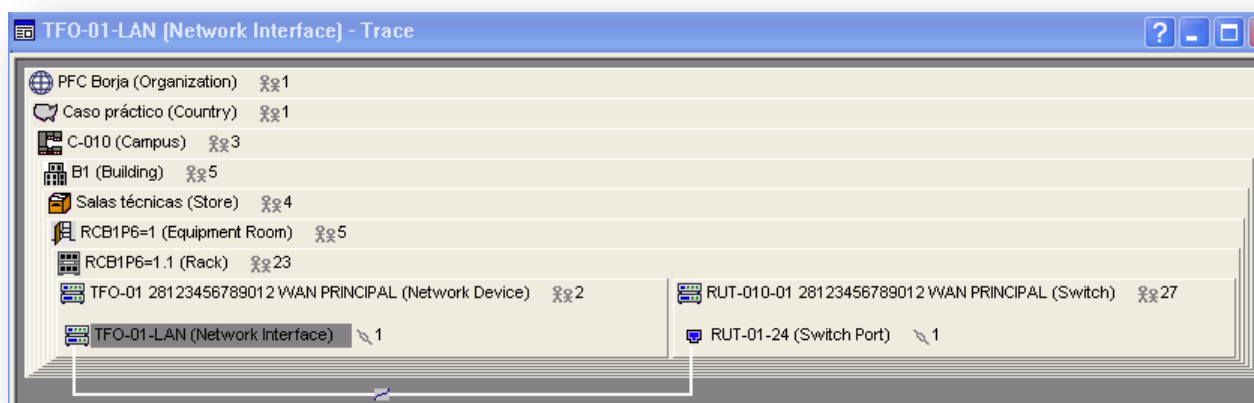 TFO-01-LAN (Network Interface) - Trace
PFC Borja (Organization) 1
Caso práctico (Country) 1
C-010 (Campus) 3
B1 (Building) 5
Salas técnicas (Store) 4
RCB1P6=1 (Equipment Room) 5
RCB1P6=1.1 (Rack) 23
TFO-01 28123456789012 WAN PRINCIPAL (Network Device) 2
RUT-010-01 28123456789012 WAN PRINCIPAL (Switch) 27
TFO-01-LAN (Network Interface) 1
RUT-01-24 (Switch Port) 1